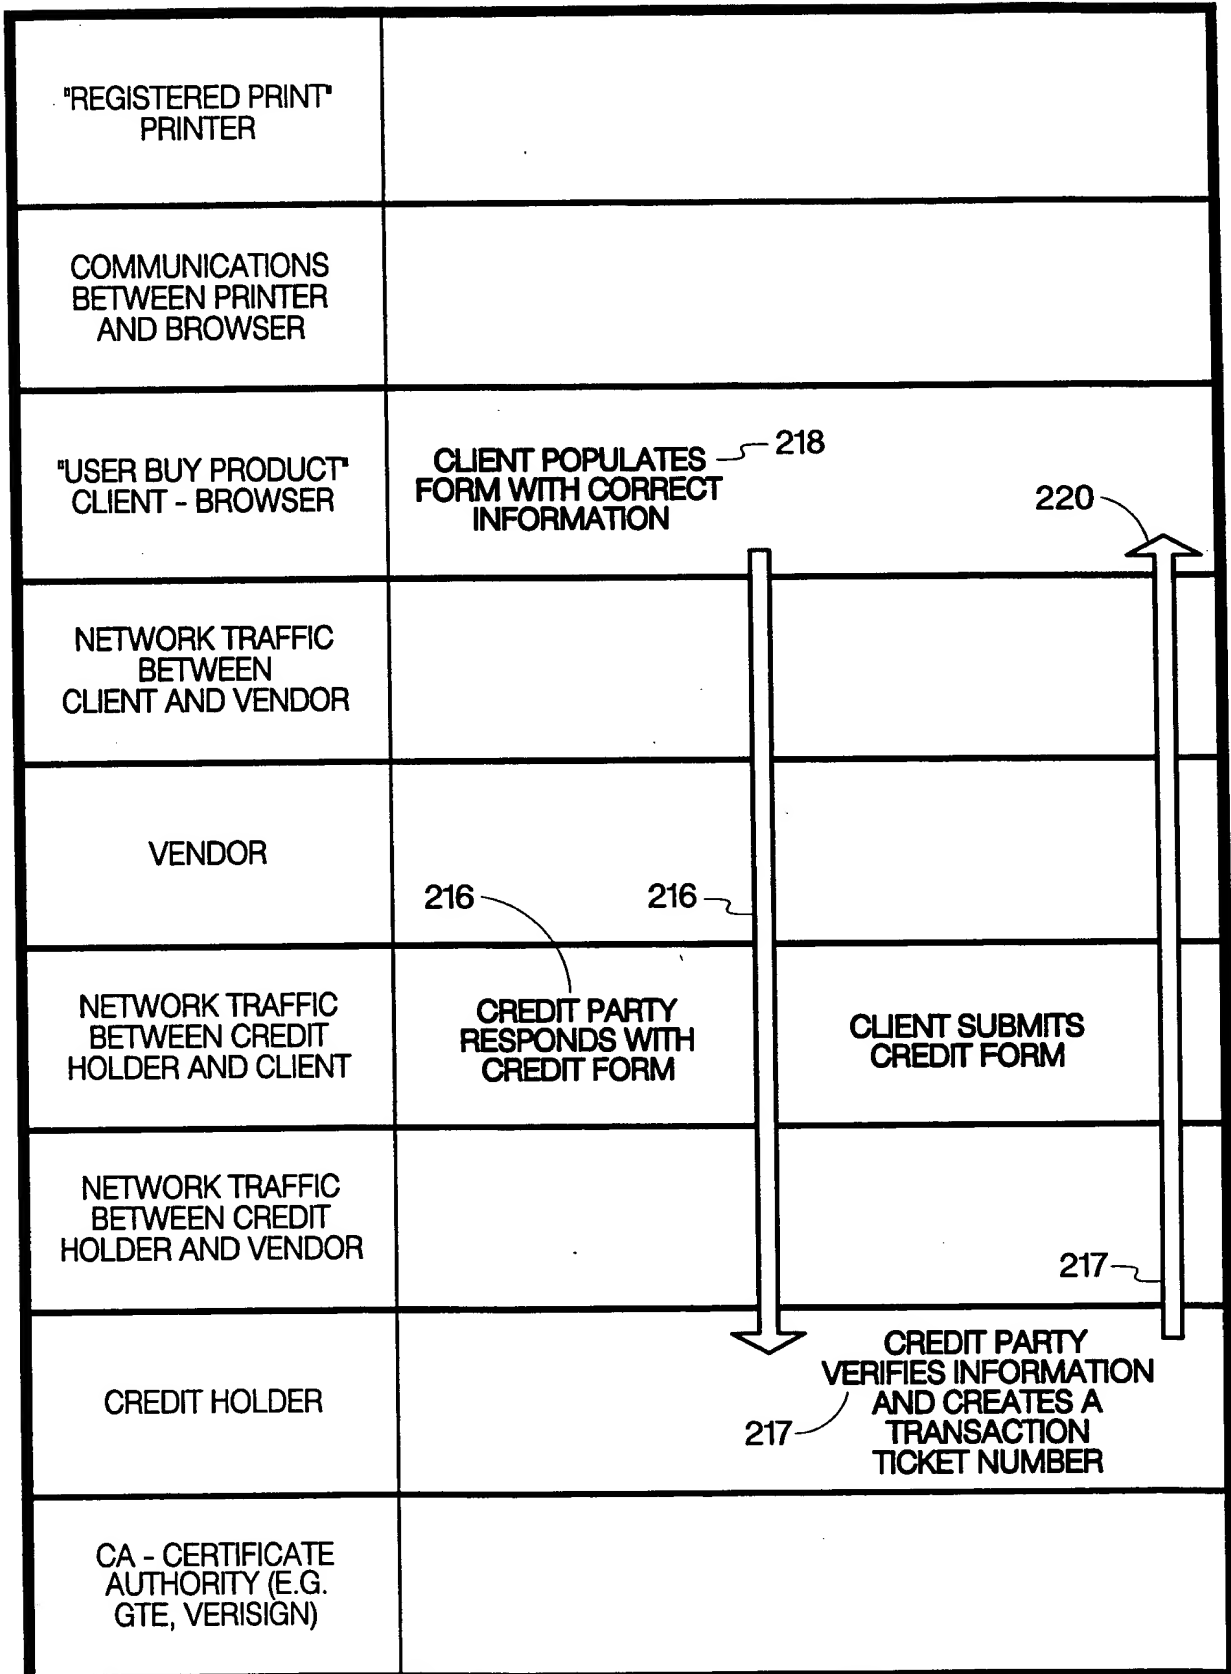 "REGISTERED PRINT"
PRINTER
COMMUNICATIONS
BETWEEN PRINTER
AND BROWSER
"USER BUY PRODUCT"
CLIENT - BROWSER
CLIENT POPULATES
FORM WITH CORRECT
INFORMATION
218
220
NETWORK TRAFFIC
BETWEEN
CLIENT AND VENDOR
VENDOR
216
216
NETWORK TRAFFIC
BETWEEN CREDIT
HOLDER AND CLIENT
CREDIT PARTY
RESPONDS WITH
CREDIT FORM
CLIENT SUBMITS
CREDIT FORM
NETWORK TRAFFIC
BETWEEN CREDIT
HOLDER AND VENDOR
217
CREDIT HOLDER
CREDIT PARTY
VERIFIES INFORMATION
AND CREATES A
TRANSACTION
TICKET NUMBER
217
CA - CERTIFICATE
AUTHORITY (E.G.
GTE, VERISIGN)